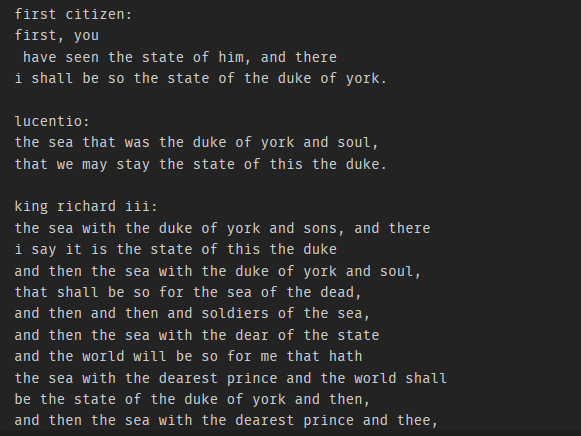 first citizen:
first, you
 have seen the state of him, and there
i shall be so the state of the duke of york.

lucentio:
the sea that was the duke of york and soul,
that we may stay the state of this the duke.

king richard iii:
the sea with the duke of york and sons, and there
i say it is the state of this the duke
and then the sea with the duke of york and soul,
that shall be so for the sea of the dead,
and then and then and soldiers of the sea,
and then the sea with the dear of the state
and the world will be so for me that hath
the sea with the dearest prince and the world shall
be the state of the duke of york and then,
and then the sea with the dearest prince and thee,